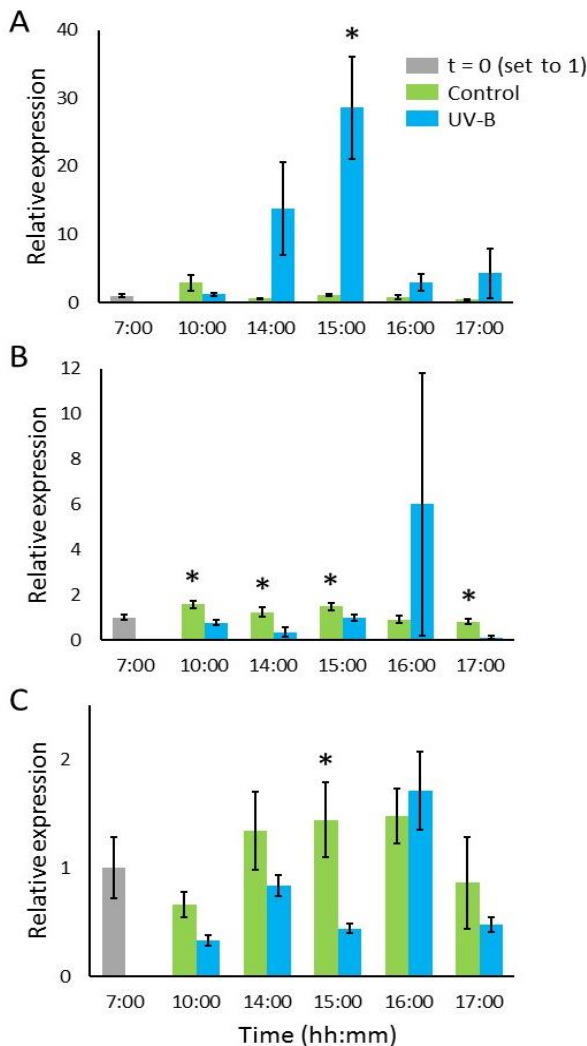 A
Relative expression
40
30
20
10
0
*
t = 0 (set to 1)
Control
UV-B
7:00 10:00 14:00 15:00 16:00 17:00
B
Relative expression
12
10
8
6
4
2
0
* * * *
7:00 10:00 14:00 15:00 16:00 17:00
C
Relative expression
2
1
0
*
7:00 10:00 14:00 15:00 16:00 17:00
Time (hh:mm)